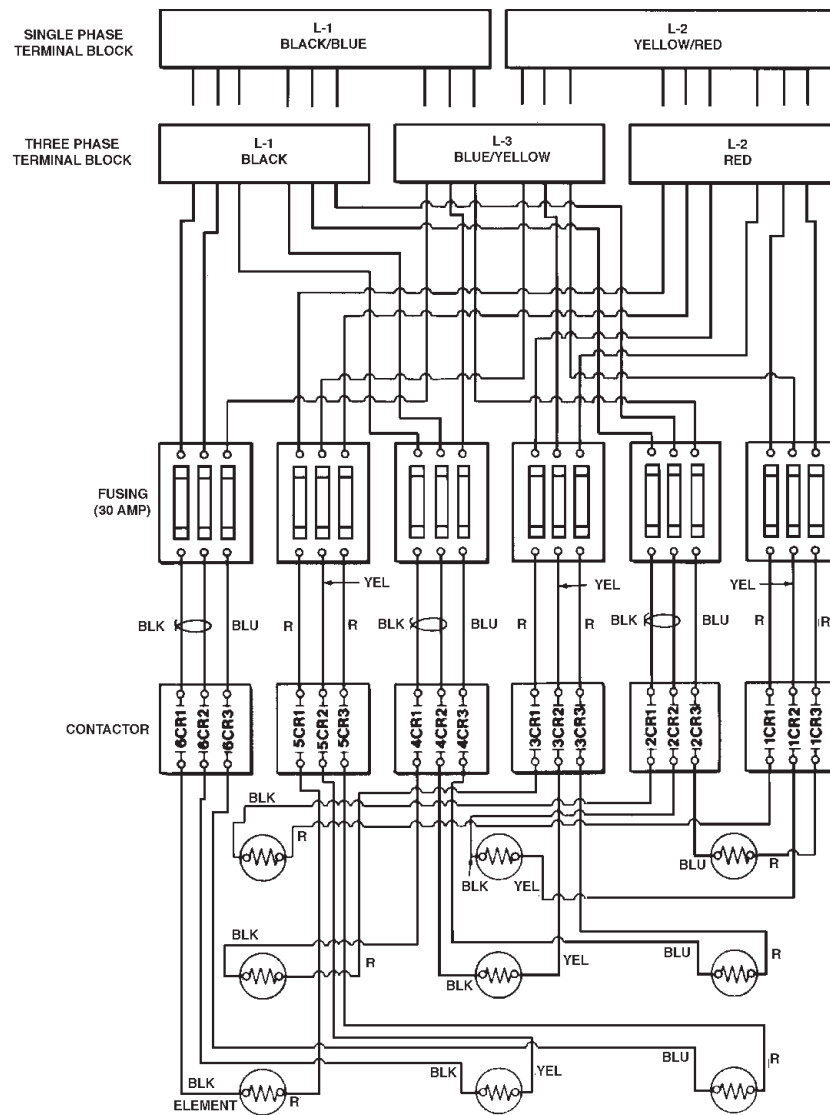 SINGLE PHASE
TERMINAL BLOCK
L-1
BLACK/BLUE
L-2
YELLOW/RED
THREE PHASE
TERMINAL BLOCK
L-1
BLACK
L-3
BLUE/YELLOW
L-2
RED
FUSING
(30 AMP)
YEL
YEL
YEL
BLK
BLU
R
R
BLK
BLU
R
R
BLK
BLU
R
R
CONTACTOR
6CR1
6CR2
6CR3
5CR1
5CR2
5CR3
4CR1
4CR2
4CR3
3CR1
3CR2
3CR3
2CR1
2CR2
2CR3
1CR1
1CR2
1CR3
BLK
R
BLK
YEL
BLU
R
BLK
R
BLK
YEL
BLU
R
BLK
ELEMENT
R
BLK
YEL
BLU
R